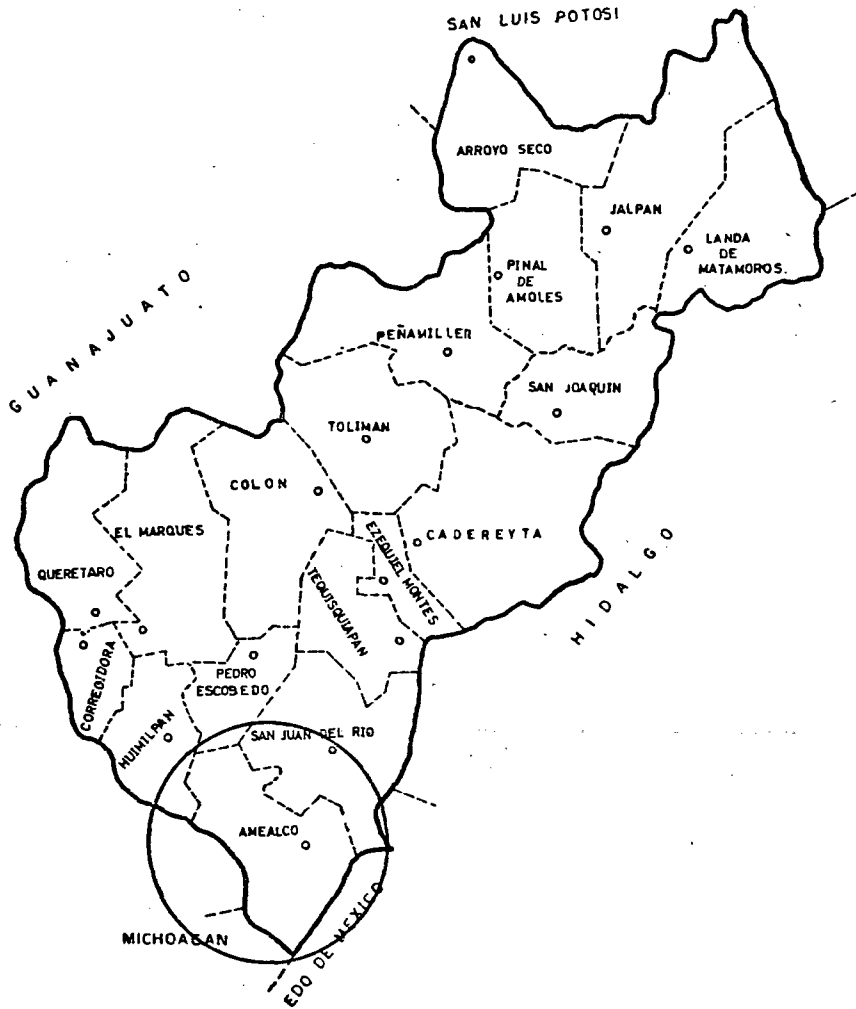 SAN LUIS POTOSI
ARROYO SECO
JALPAN
LANDA
DE
MATAMOROS.
PINAL
DE
AMOLES
GUANAJUATO
PEÑAMILLER
SAN JOAQUIN
TOLIMAN
COLON
EL MARQUES
EZEQUIEL MONTES
CADEREYTA
QUERETARO
TEQUISQUIAPAN
HIDALGO
CORREGIDORA
PEDRO
ESCOBEDO
HUIMILPAN
SAN JUAN DEL RIO
AMEALCO
MICHOACAN
EDO DE MEXICO